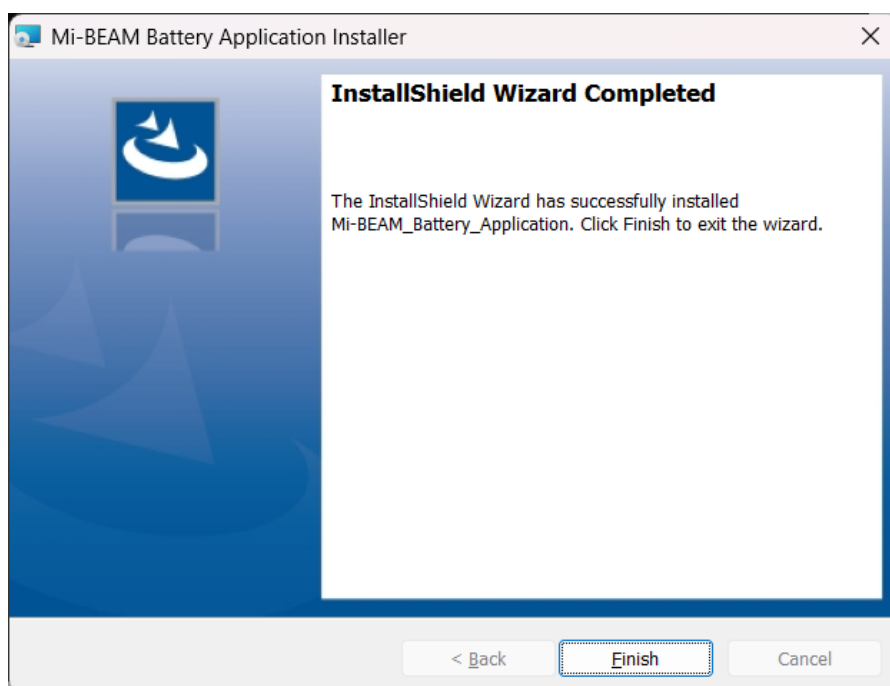 Mi-BEAM Battery Application Installer
InstallShield Wizard Completed
The InstallShield Wizard has successfully installed
Mi-BEAM_Battery_Application. Click Finish to exit the wizard.
< Back
Finish
Cancel